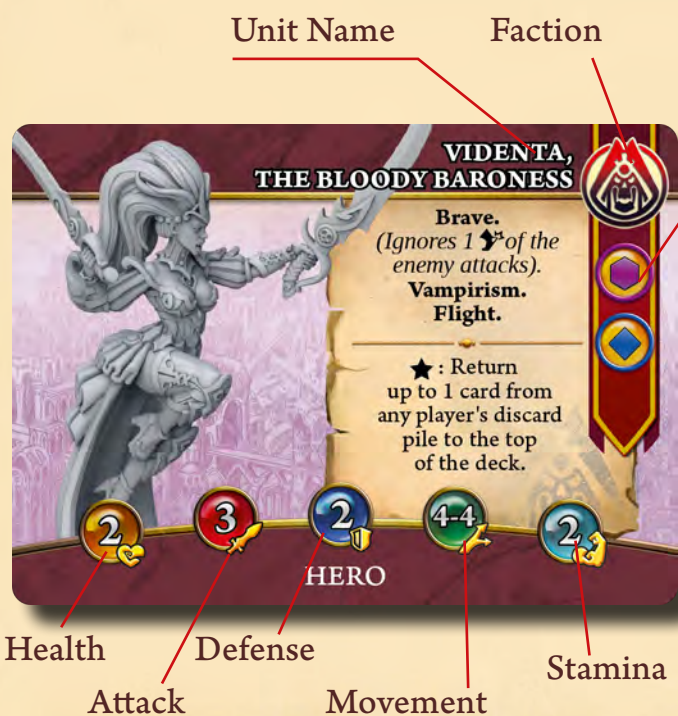 Unit Name
Faction
VIDENTA,
THE BLOODY BARONESS
Brave.
(Ignores 1 of the
enemy attacks).
Vampirism.
Flight.
★ : Return
up to 1 card from
any player's discard
pile to the top
of the deck.
2
3
2
4-4
2
HERO
Health
Defense
Stamina
Attack
Movement